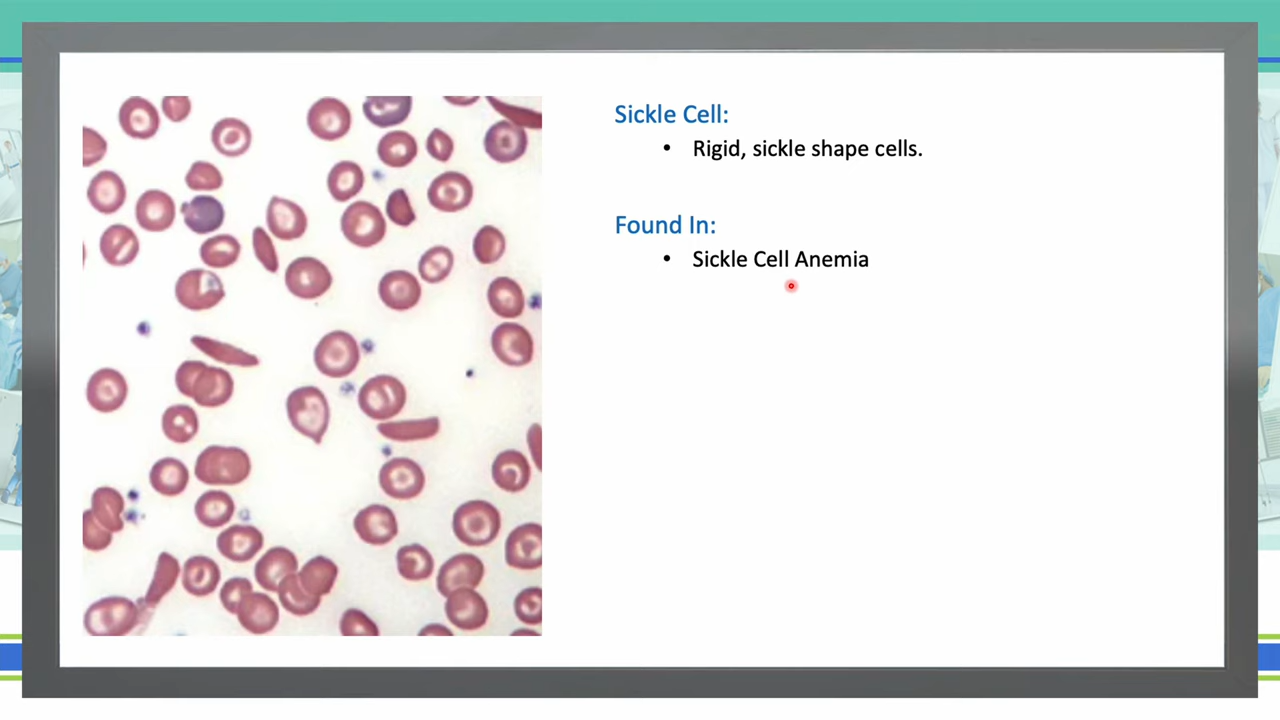 Sickle Cell:
• Rigid, sickle shape cells.
Found In:
• Sickle Cell Anemia